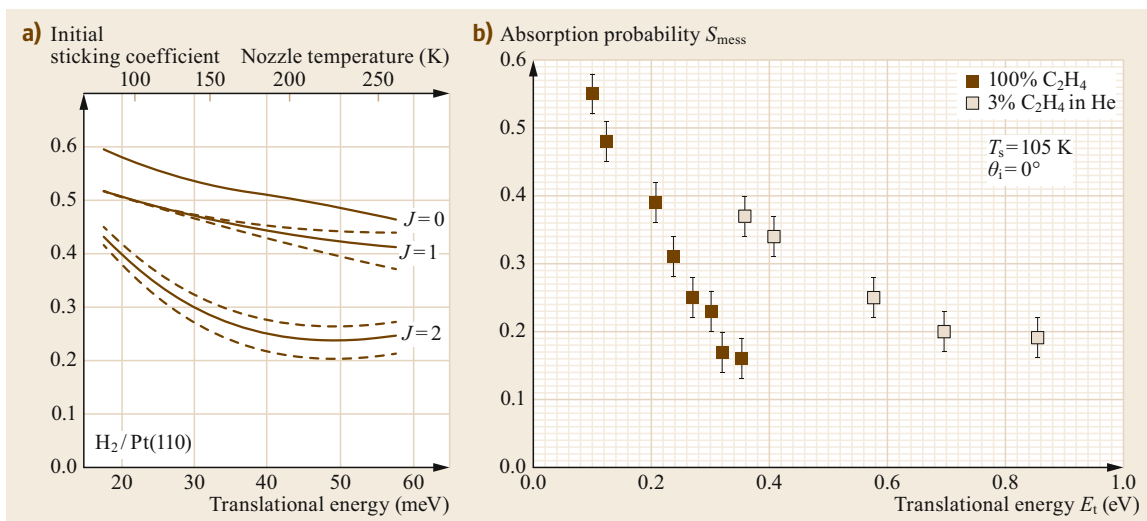 a) Initial
sticking coefficient Nozzle temperature (K)
100 150 200 250
0.6
0.5
0.4
0.3
0.2
0.1
0.0
J=0
J=1
J=2
H2/Pt(110)
20 30 40 50 60
Translational energy (meV)
b) Absorption probability Smess
0.6
0.5
0.4
0.3
0.2
0.1
0.0
100% C2H4
3% C2H4 in He
Ts=105 K
θi=0°
0.0 0.2 0.4 0.6 0.8 1.0
Translational energy Et (eV)